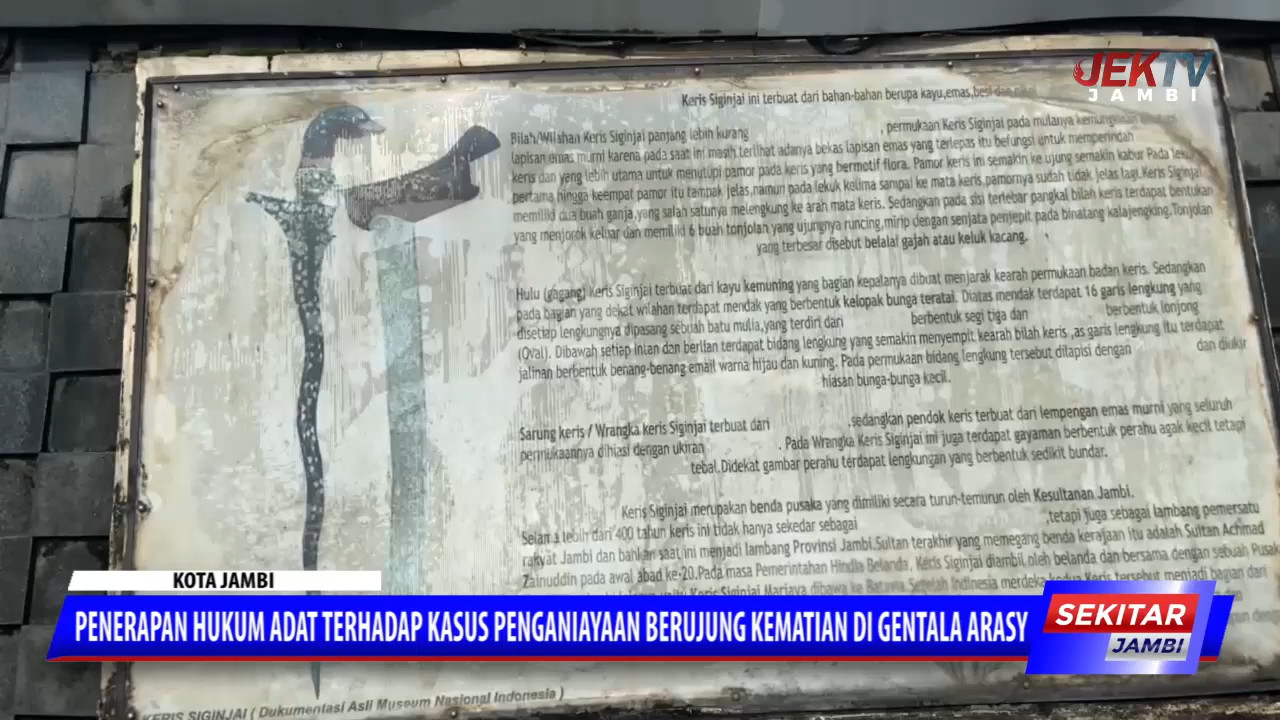 JEKTV
JAMBI
Keris Siginjai ini terbuat dari bahan-bahan berupa kayu,emas,besi dan
Bilah/Wilahan Keris Siginjai panjang lebih kurang , permukaan Keris Siginjai pada mulanya
lapisan emas murni karena pada saat ini masih terlihat adanya bekas lapisan emas yang terlepas itu befungsi untuk memperindah
keris dan yang lebih utama untuk menutupi pamor pada keris yang bermotif flora. Pamor keris ini semakin ke ujung semakin kabur Pada
pertama hingga keempat pamor itu tampak jelas,namun pada lekuk kelima sampai ke mata keris,pamornya sudah tidak jelas lagi.Keris Siginjai
memiliki dua buah ganja,yang salah satunya melengkung ke arah mata keris. Sedangkan pada sisi terlebar pangkal bilah keris terdapat bentukan
yang menjorok keluar dan memiliki 6 buah tonjolan yang ujungnya runcing,mirip dengan senjata penjepit pada binatang kalajengking.Tonjolan
yang terbesar disebut belalai gajah atau keluk kacang.
Hulu (gagang) Keris Siginjai terbuat dari kayu kemuning yang bagian kepalanya dibuat menjarak kearah permukaan badan keris. Sedangkan
pada bagian yang dekat wilahan terdapat mendak yang berbentuk kelopak bunga teratai. Diatas mendak terdapat 16 garis lengkung yang
disetiap lengkungnya dipasang sebuah batu mulia,yang terdiri dari berbentuk segi tiga dan berbentuk lonjong
(Oval). Dibawah setiap intan dan berlian terdapat bidang lengkung yang semakin menyempit kearah bilah keris ,as garis lengkung itu terdapat
jalinan berbentuk benang-benang email warna hijau dan kuning. Pada permukaan bidang lengkung tersebut dilapisi dengan dan diukir
hiasan bunga-bunga kecil.
Sarung keris / Wrangka keris Siginjai terbuat dari ,sedangkan pendok keris terbuat dari lempengan emas murni yang seluruh
permukaannya dihiasi dengan ukiran . Pada Wrangka Keris Siginjai ini juga terdapat gayaman berbentuk perahu agak kecil tetapi
tebal.Didekat gambar perahu terdapat lengkungan yang berbentuk sedikit bundar.
Keris Siginjai merupakan benda pusaka yang dimiliki secara turun-temurun oleh Kesultanan Jambi.
Selama lebih dari 400 tahun keris ini tidak hanya sekedar sebagai ,tetapi juga sebagai lambang pemersatu
rakyat Jambi dan bahkan saat ini menjadi lambang Provinsi Jambi.Sultan terakhir yang memegang benda kerajaan itu adalah Sultan Achmad
Zainuddin pada awal abad ke-20.Pada masa Pemerintahan Hindia Belanda , Keris Siginjai diambil oleh belanda dan bersama dengan sebuah
Keris Siginjai Marjaya dibawa ke Batavia Setelah Indonesia merdeka kedua Keris tersebut menjadi bagian dari
KERIS SIGINJAI ( Dokumentasi Asli Museum Nasional Indonesia )
KOTA JAMBI
PENERAPAN HUKUM ADAT TERHADAP KASUS PENGANIAYAAN BERUJUNG KEMATIAN DI GENTALA ARASY
SEKITAR
JAMBI